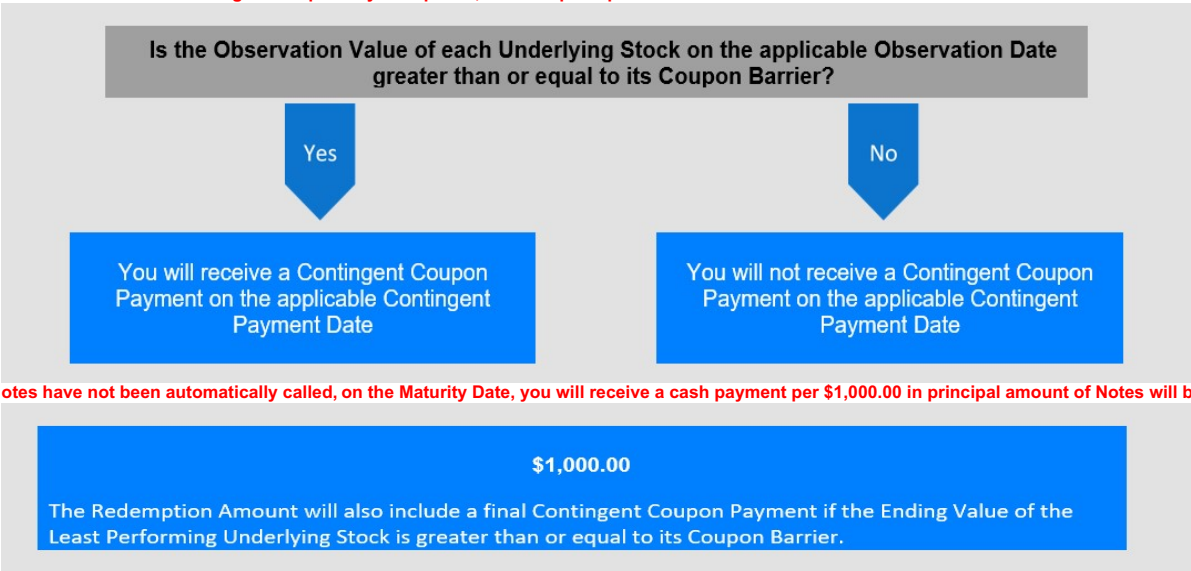 Is the Observation Value of each Underlying Stock on the applicable Observation Date
greater than or equal to its Coupon Barrier?
Yes
No
You will receive a Contingent Coupon
Payment on the applicable Contingent
Payment Date
You will not receive a Contingent Coupon
Payment on the applicable Contingent
Payment Date
otes have not been automatically called, on the Maturity Date, you will receive a cash payment per $1,000.00 in principal amount of Notes will b
$1,000.00
The Redemption Amount will also include a final Contingent Coupon Payment if the Ending Value of the
Least Performing Underlying Stock is greater than or equal to its Coupon Barrier.